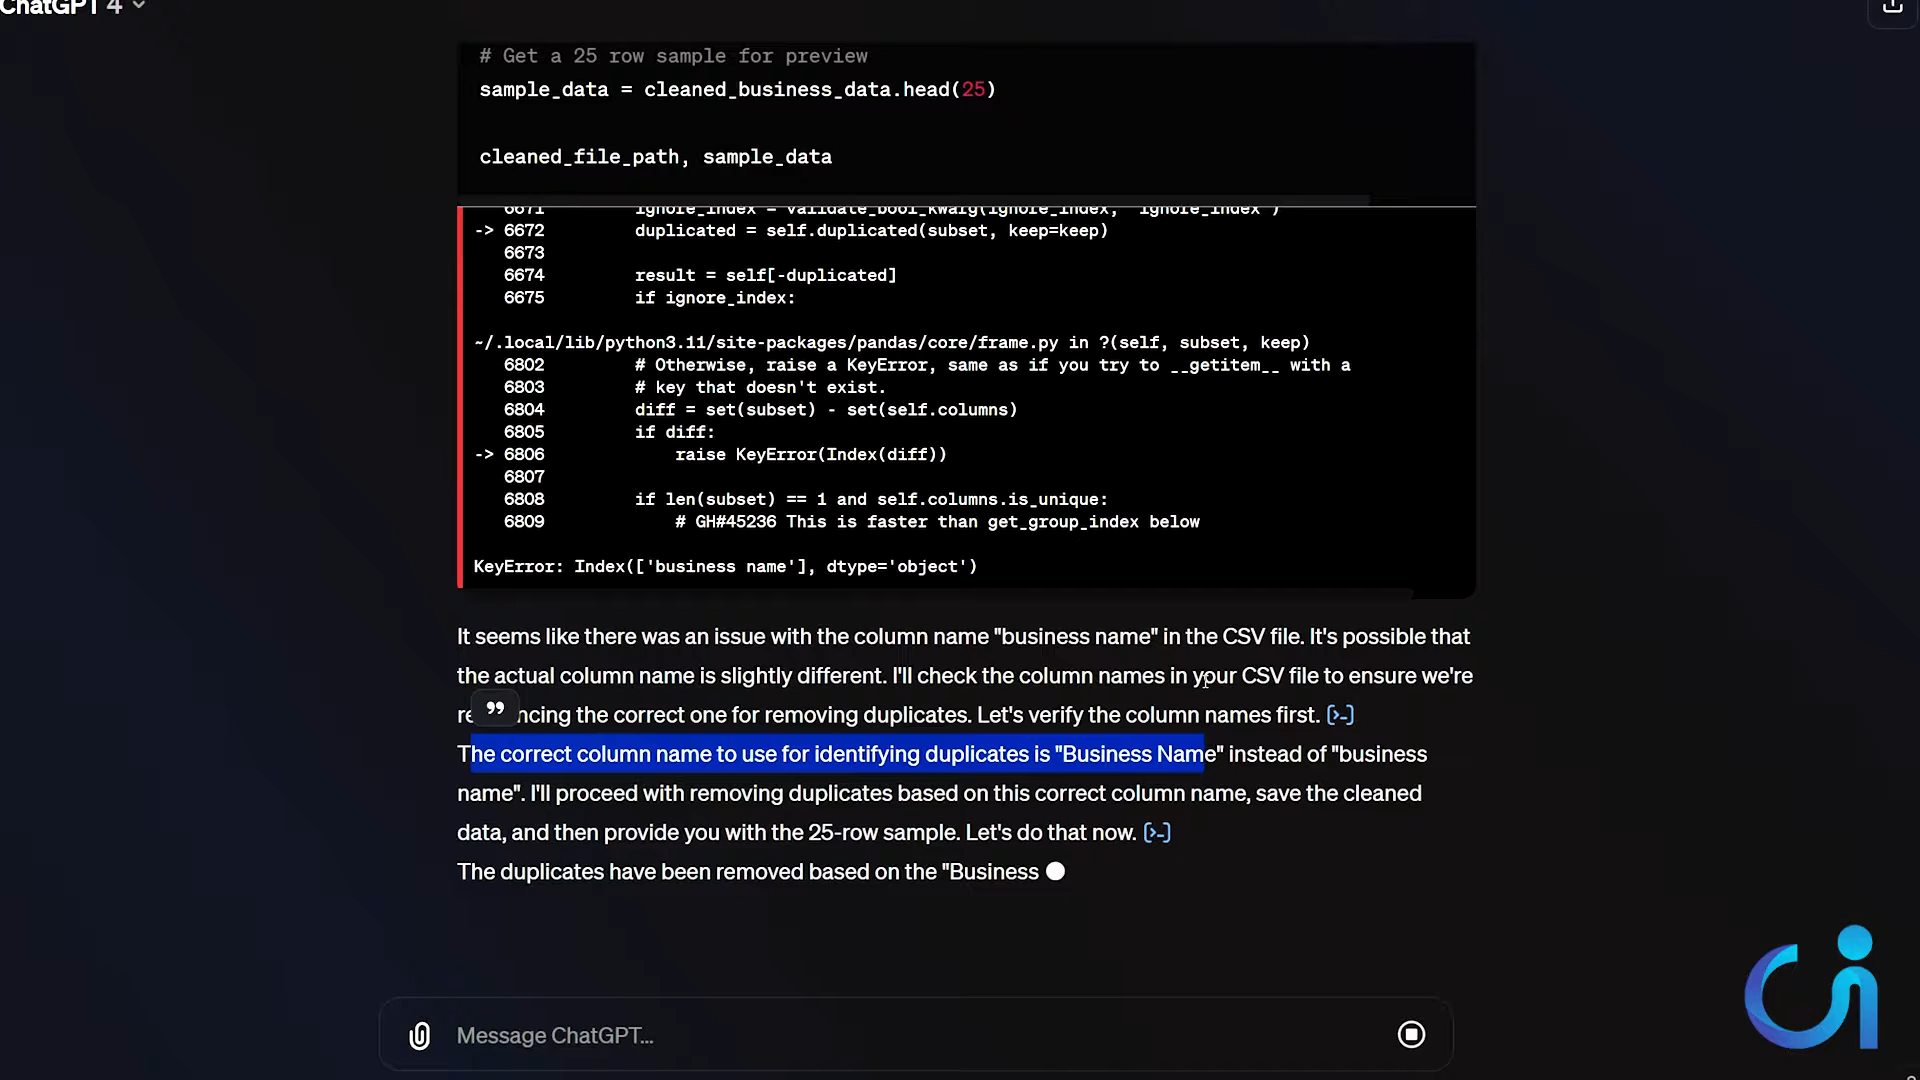 ChatGPT 4
# Get a 25 row sample for preview
sample_data = cleaned_business_data.head(25)
cleaned_file_path, sample_data
6671 ignore_index = validate_bool_kwarg(ignore_index, "ignore_index")
-> 6672 duplicated = self.duplicated(subset, keep=keep)
6673
6674 result = self[-duplicated]
6675 if ignore_index:
~/.local/lib/python3.11/site-packages/pandas/core/frame.py in ?(self, subset, keep)
6802 # Otherwise, raise a KeyError, same as if you try to __getitem__ with a
6803 # key that doesn't exist.
6804 diff = set(subset) - set(self.columns)
6805 if diff:
-> 6806 raise KeyError(Index(diff))
6807
6808 if len(subset) == 1 and self.columns.is_unique:
6809 # GH#45236 This is faster than get_group_index below
KeyError: Index(['business name'], dtype='object')
It seems like there was an issue with the column name "business name" in the CSV file. It's possible that
the actual column name is slightly different. I'll check the column names in your CSV file to ensure we're
re ncing the correct one for removing duplicates. Let's verify the column names first. [>-]
The correct column name to use for identifying duplicates is "Business Name" instead of "business
name". I'll proceed with removing duplicates based on this correct column name, save the cleaned
data, and then provide you with the 25-row sample. Let's do that now. [>-]
The duplicates have been removed based on the "Business
Message ChatGPT...